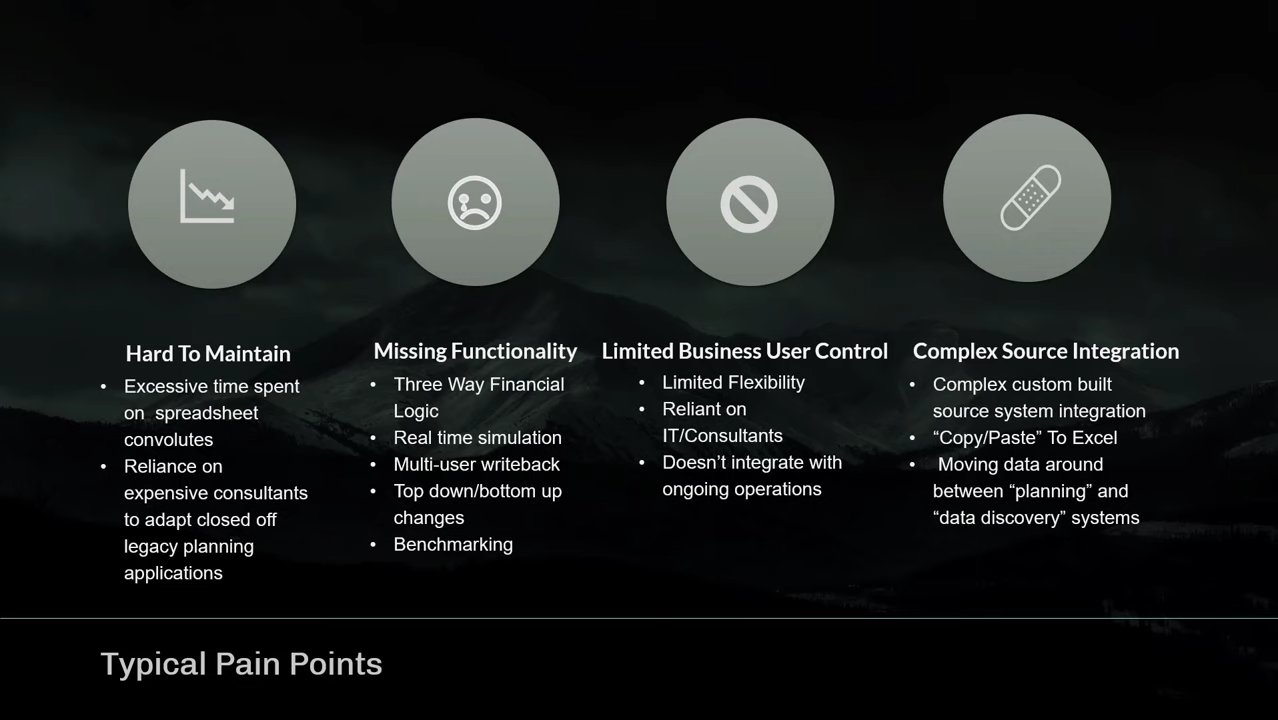 Hard To Maintain
• Excessive time spent
on  spreadsheet
convolutes
• Reliance on
expensive consultants
to adapt closed off
legacy planning
applications
Missing Functionality
• Three Way Financial
Logic
• Real time simulation
• Multi-user writeback
• Top down/bottom up
changes
• Benchmarking
Limited Business User Control
• Limited Flexibility
• Reliant on
IT/Consultants
• Doesn’t integrate with
ongoing operations
Complex Source Integration
• Complex custom built
source system integration
• “Copy/Paste” To Excel
•  Moving data around
between “planning” and
“data discovery” systems
Typical Pain Points